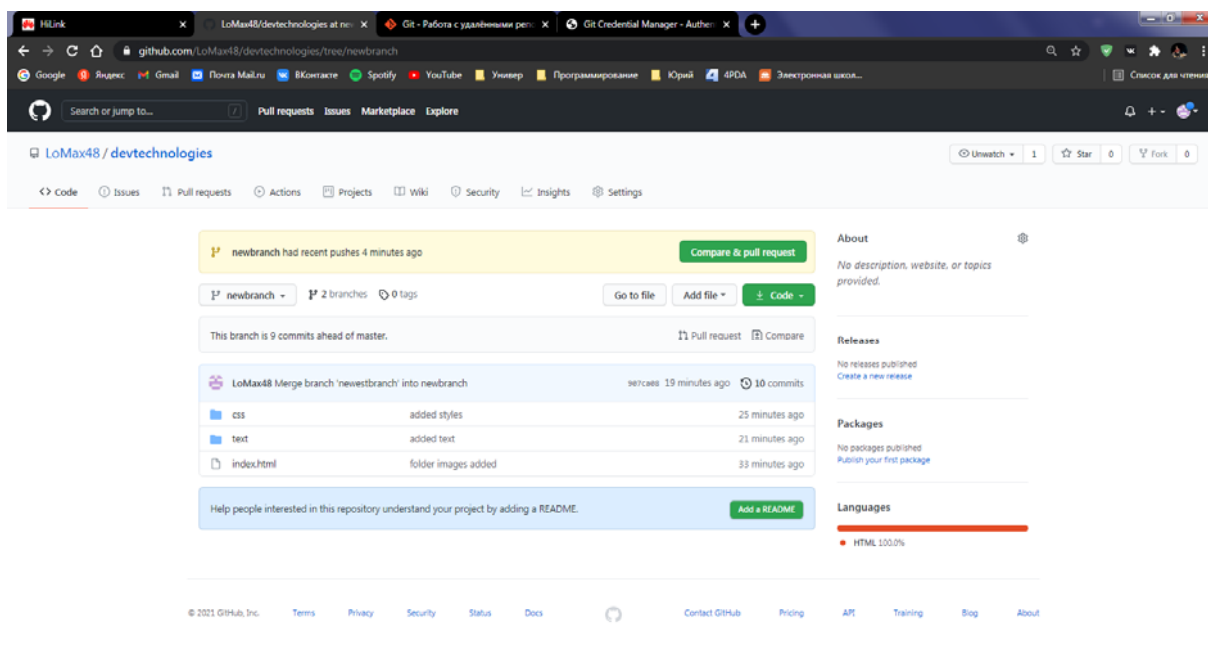 HiLink
LoMax48/devtechnologies at nev
Git - Работа с удалёнными репо
Git Credential Manager - Authen
github.com/LoMax48/devtechnologies/tree/newbranch
Google Яндекс Gmail Почта Mail.ru ВКонтакте Spotify YouTube Универ Программирование Юрий 4PDA Электронная школ... Список для чтения
Search or jump to... / Pull requests Issues Marketplace Explore
LoMax48 / devtechnologies
Unwatch 1 Star 0 Fork 0
Code Issues Pull requests Actions Projects Wiki Security Insights Settings
newbranch had recent pushes 4 minutes ago Compare & pull request
newbranch 2 branches 0 tags Go to file Add file Code
This branch is 9 commits ahead of master. Pull request Compare
LoMax48 Merge branch 'newestbranch' into newbranch 19 minutes ago 10 commits
css added styles 25 minutes ago
text added text 21 minutes ago
index.html folder images added 33 minutes ago
Help people interested in this repository understand your project by adding a README. Add a README
About
No description, website, or topics
provided.
Releases
No releases published
Create a new release
Packages
No packages published
Publish your first package
Languages
HTML 100.0%
© 2021 GitHub, Inc. Terms Privacy Security Status Docs Contact GitHub Pricing API Training Blog About